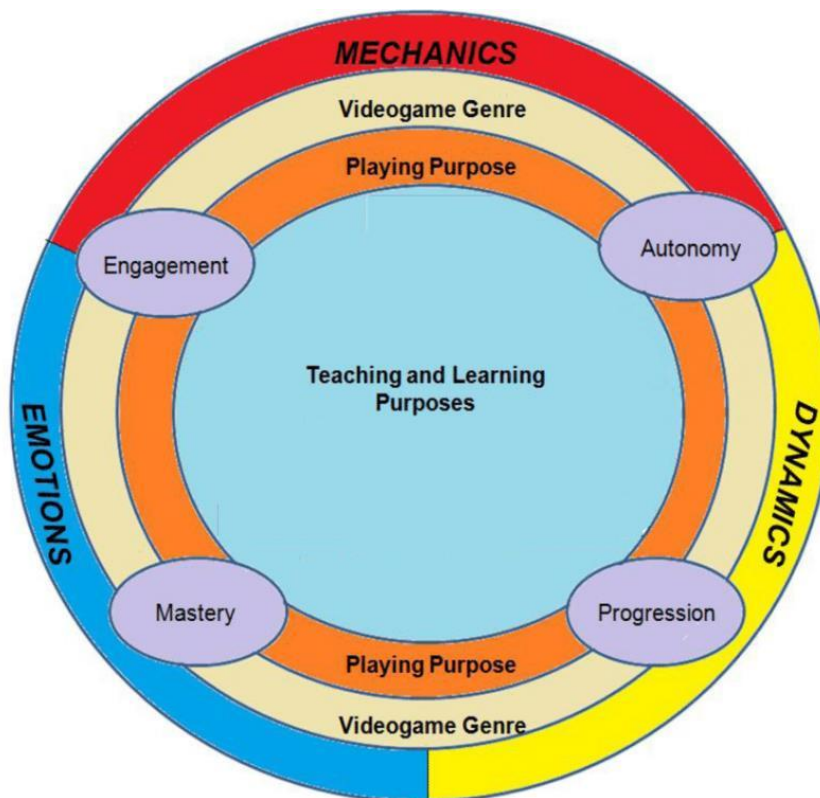 MECHANICS
Videogame Genre
Playing Purpose
Engagement
Autonomy
Teaching and Learning
Purposes
EMOTIONS
DYNAMICS
Mastery
Progression
Playing Purpose
Videogame Genre